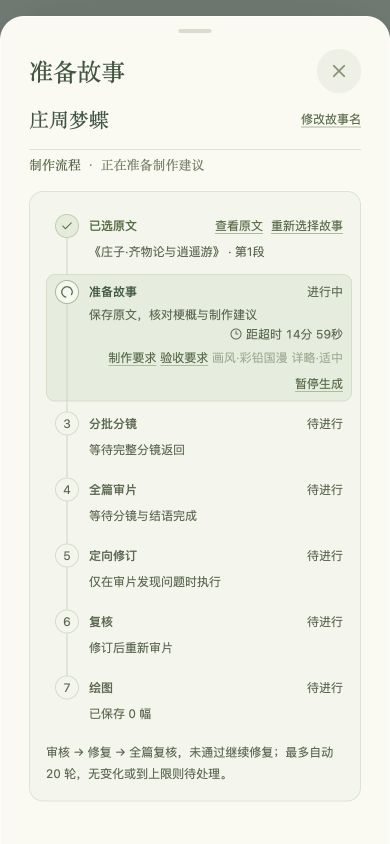 准备故事
庄周梦蝶
修改故事名
制作流程 · 正在准备制作建议
已选原文 查看原文 重新选择故事
《庄子·齐物论与逍遥游》 · 第1段
准备故事 进行中
保存原文，核对梗概与制作建议
距超时 14分 59秒
制作要求 验收要求 画风·彩铅国漫 详略·适中
暂停生成
3 分批分镜 待进行
等待完整分镜返回
4 全篇审片 待进行
等待分镜与结语完成
5 定向修订 待进行
仅在审片发现问题时执行
6 复核 待进行
修订后重新审片
7 绘图 待进行
已保存 0 幅
审核 → 修复 → 全篇复核，未通过继续修复；最多自动
20 轮，无变化或到上限则待处理。